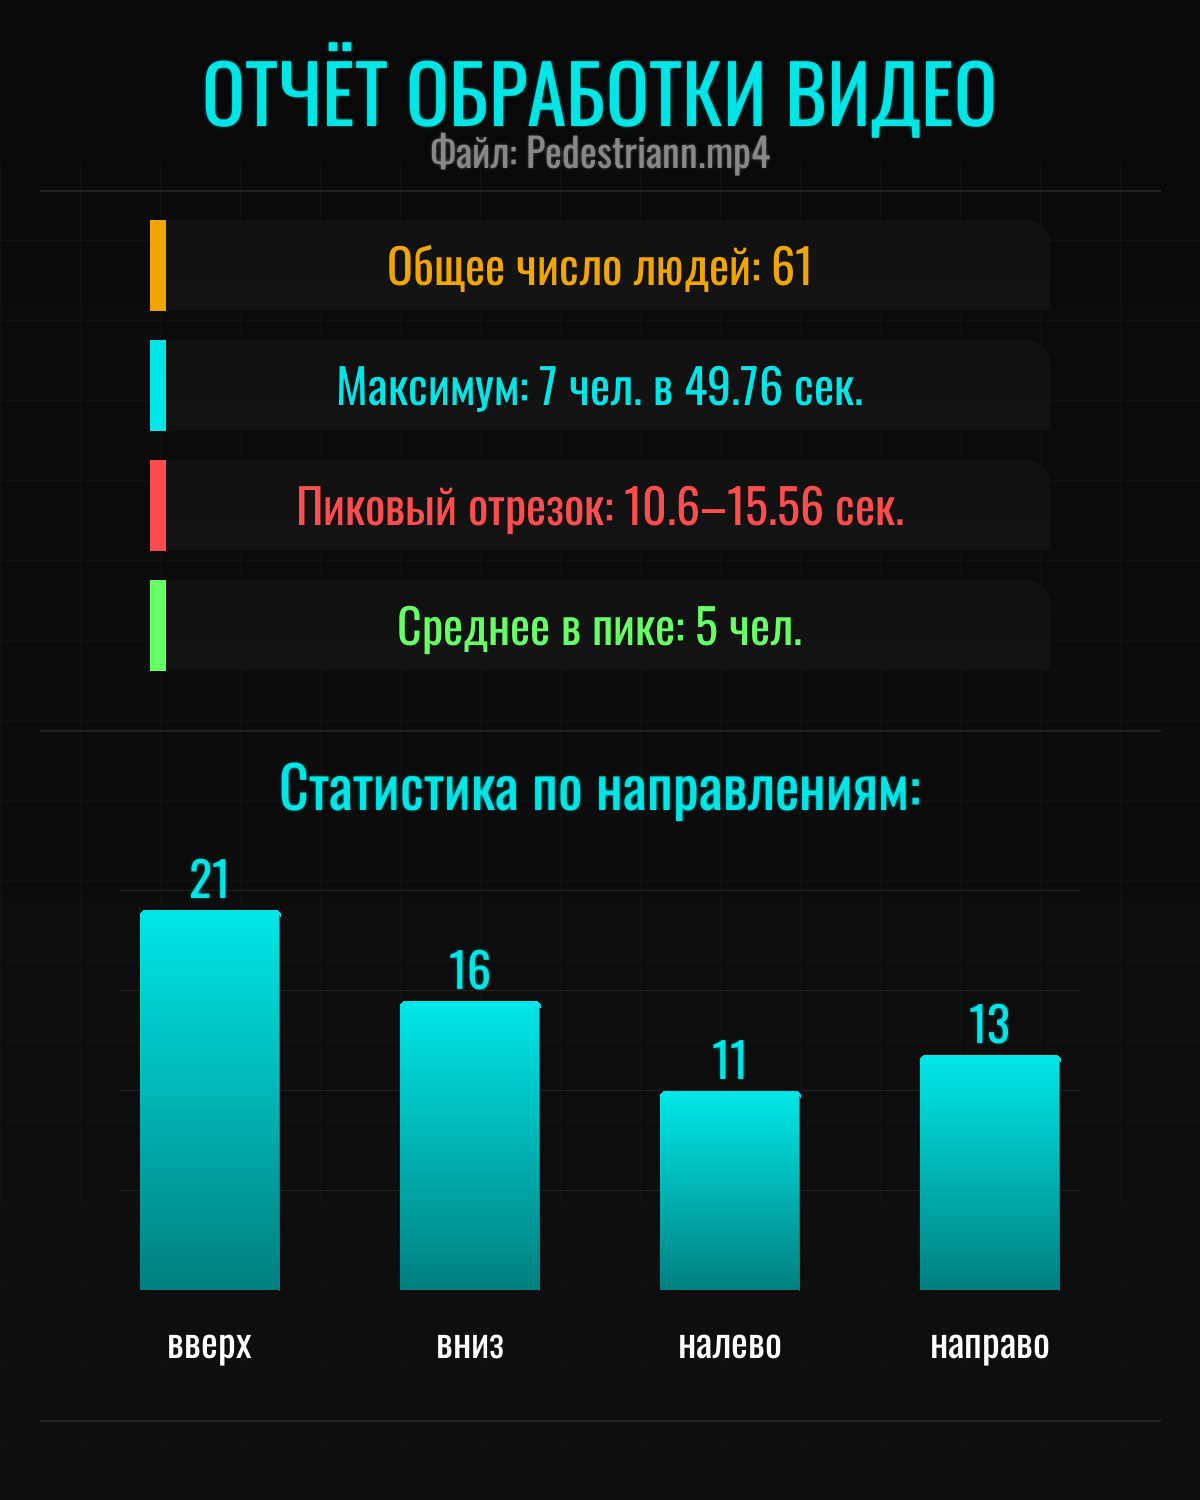 ОТЧЁТ ОБРАБОТКИ ВИДЕО
Файл: Pedestriann.mp4
Общее число людей: 61
Максимум: 7 чел. в 49.76 сек.
Пиковый отрезок: 10.6–15.56 сек.
Среднее в пике: 5 чел.
Статистика по направлениям:
21
16
11
13
вверх
вниз
налево
направо